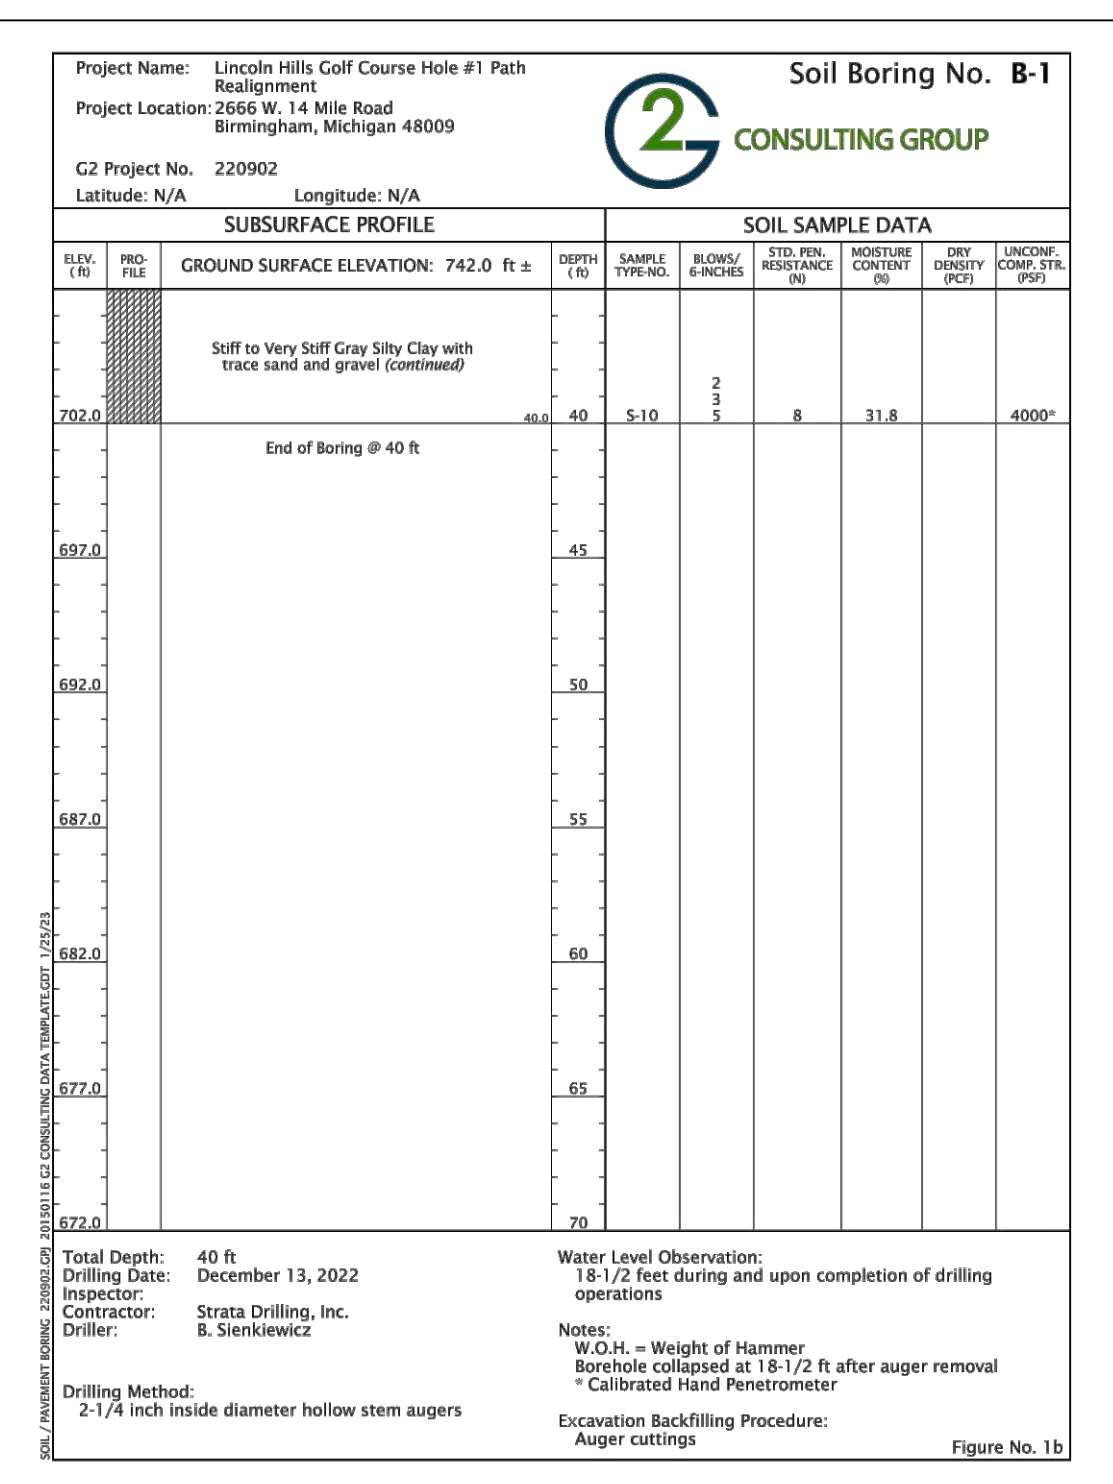 Project Name: Lincoln Hills Golf Course Hole #1 Path
Realignment
Project Location: 2666 W. 14 Mile Road
Birmingham, Michigan 48009
G2 Project No. 220902
Latitude: N/A Longitude: N/A
G2 CONSULTING GROUP
Soil Boring No. B-1
SUBSURFACE PROFILE
SOIL SAMPLE DATA
ELEV. (ft)
PRO-FILE
GROUND SURFACE ELEVATION: 742.0 ft ±
DEPTH (ft)
SAMPLE TYPE-NO.
BLOWS/ 6-INCHES
STD. PEN. RESISTANCE (N)
MOISTURE CONTENT (%)
DRY DENSITY (PCF)
UNCONF. COMP. STR. (PSF)
Stiff to Very Stiff Gray Silty Clay with
trace sand and gravel (continued)
2
3
702.0 40.0 40 S-10 5 8 31.8 4000*
End of Boring @ 40 ft
697.0 45
692.0 50
687.0 55
682.0 60
677.0 65
672.0 70
Total Depth: 40 ft
Drilling Date: December 13, 2022
Inspector:
Contractor: Strata Drilling, Inc.
Driller: B. Sienkiewicz
Drilling Method:
2-1/4 inch inside diameter hollow stem augers
Water Level Observation:
18-1/2 feet during and upon completion of drilling
operations
Notes:
W.O.H. = Weight of Hammer
Borehole collapsed at 18-1/2 ft after auger removal
* Calibrated Hand Penetrometer
Excavation Backfilling Procedure:
Auger cuttings
Figure No. 1b
SOIL / PAVEMENT BORING 220902.GPJ 20150116 G2 CONSULTING DATA TEMPLATE.GDT 1/25/23